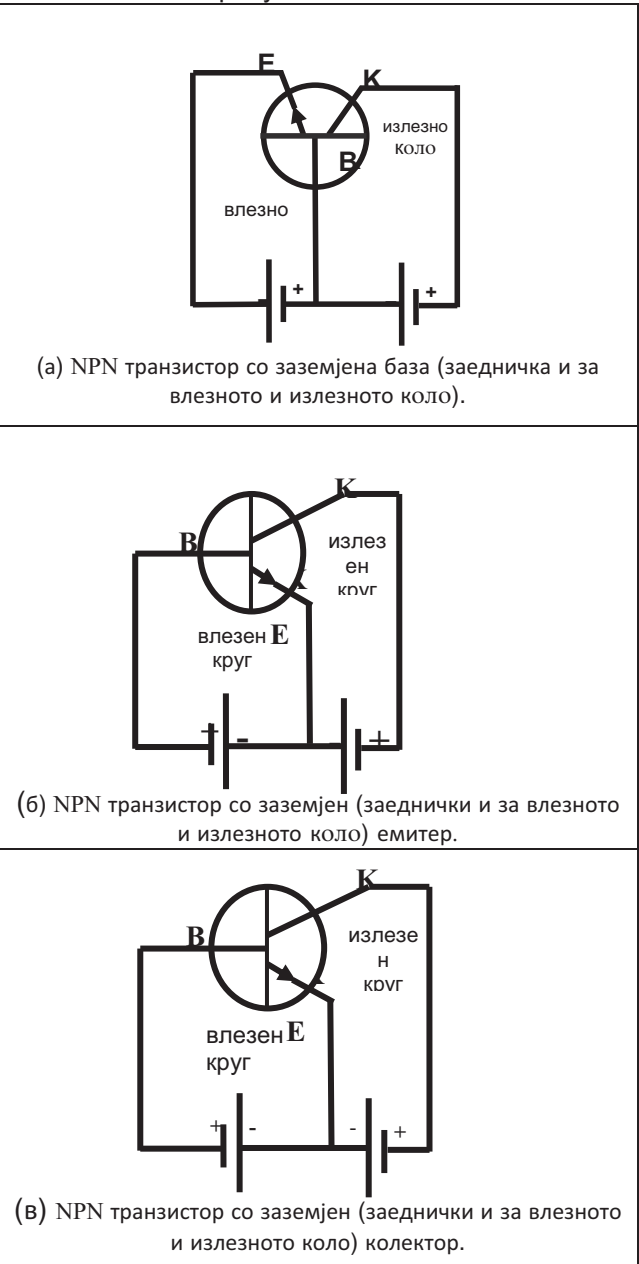 E
K
излезно
коло
B
влезно
+
+
(а) NPN транзистор со заземјена база (заедничка и за
влезното и излезното коло).
K
B
излез
ен
круг
влезен E
круг
+ -
+
(б) NPN транзистор со заземјен (заеднички и за влезното
и излезното коло) емитер.
K
B
излезе
н
круг
влезен E
круг
+ - - +
(в) NPN транзистор со заземјен (заеднички и за влезното
и излезното коло) колектор.